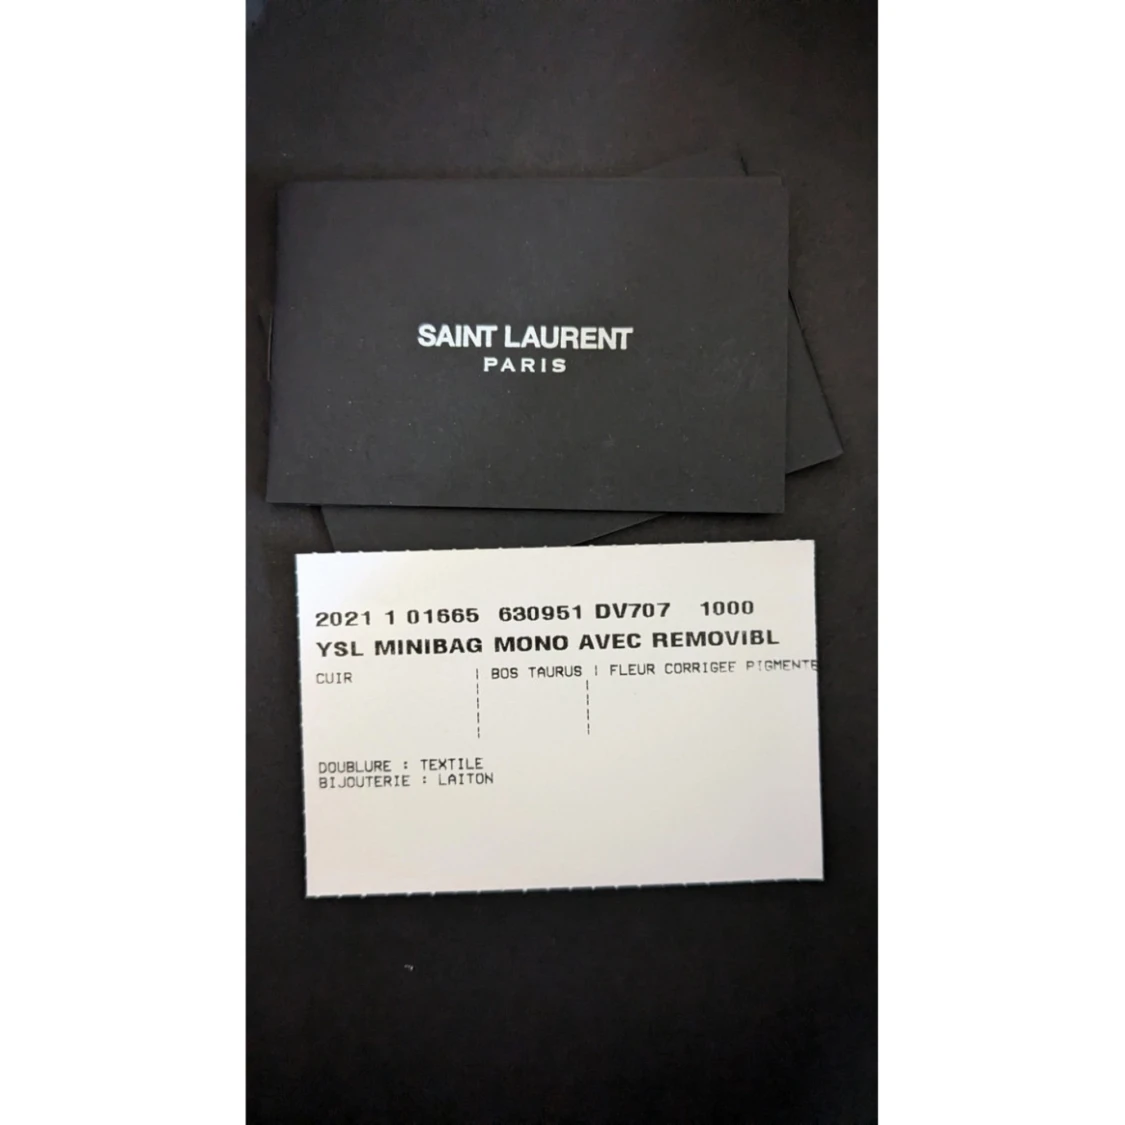 SAINT LAURENT
PARIS
2021 1 01665 630951 DV707 1000
YSL MINIBAG MONO AVEC REMOVIBL
CUIR | BOS TAURUS | FLEUR CORRIGEE PIGMENTE
DOUBLURE : TEXTILE
BIJOUTERIE : LAITON